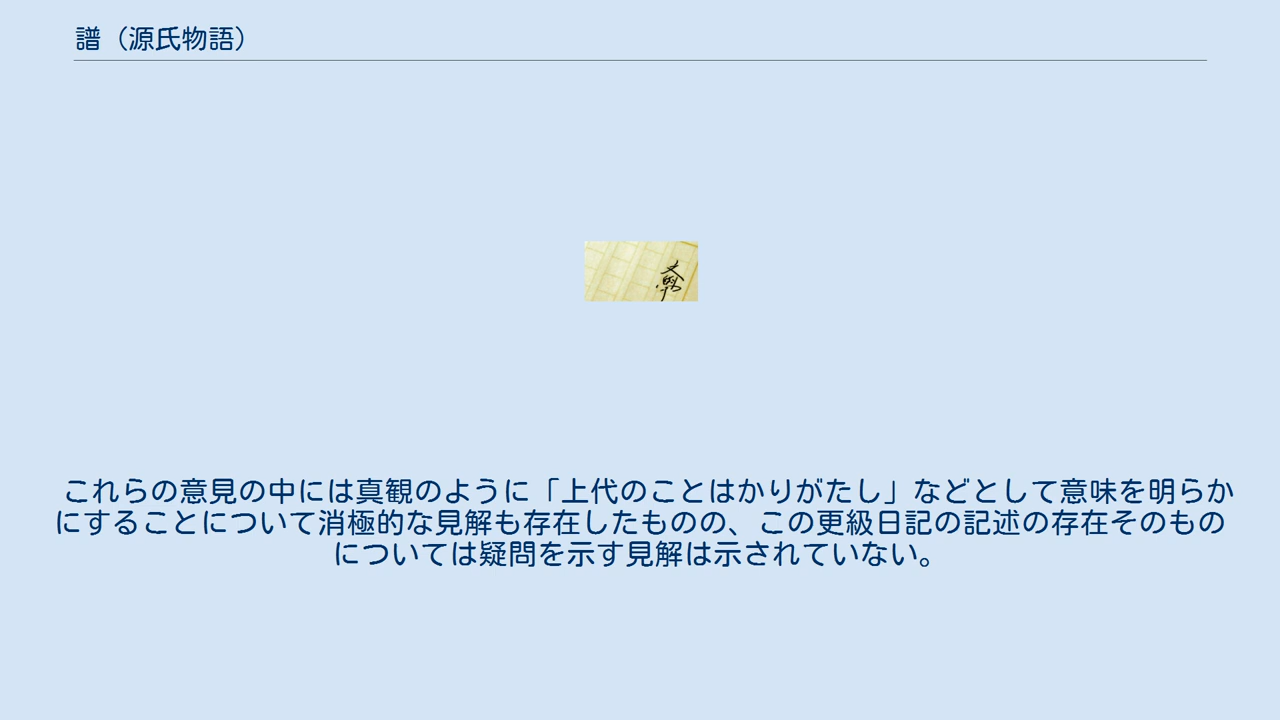 譜（源氏物語）
これらの意見の中には真観のように「上代のことはかりがたし」などとして意味を明らか
にすることについて消極的な見解も存在したものの、この更級日記の記述の存在そのもの
については疑問を示す見解は示されていない。